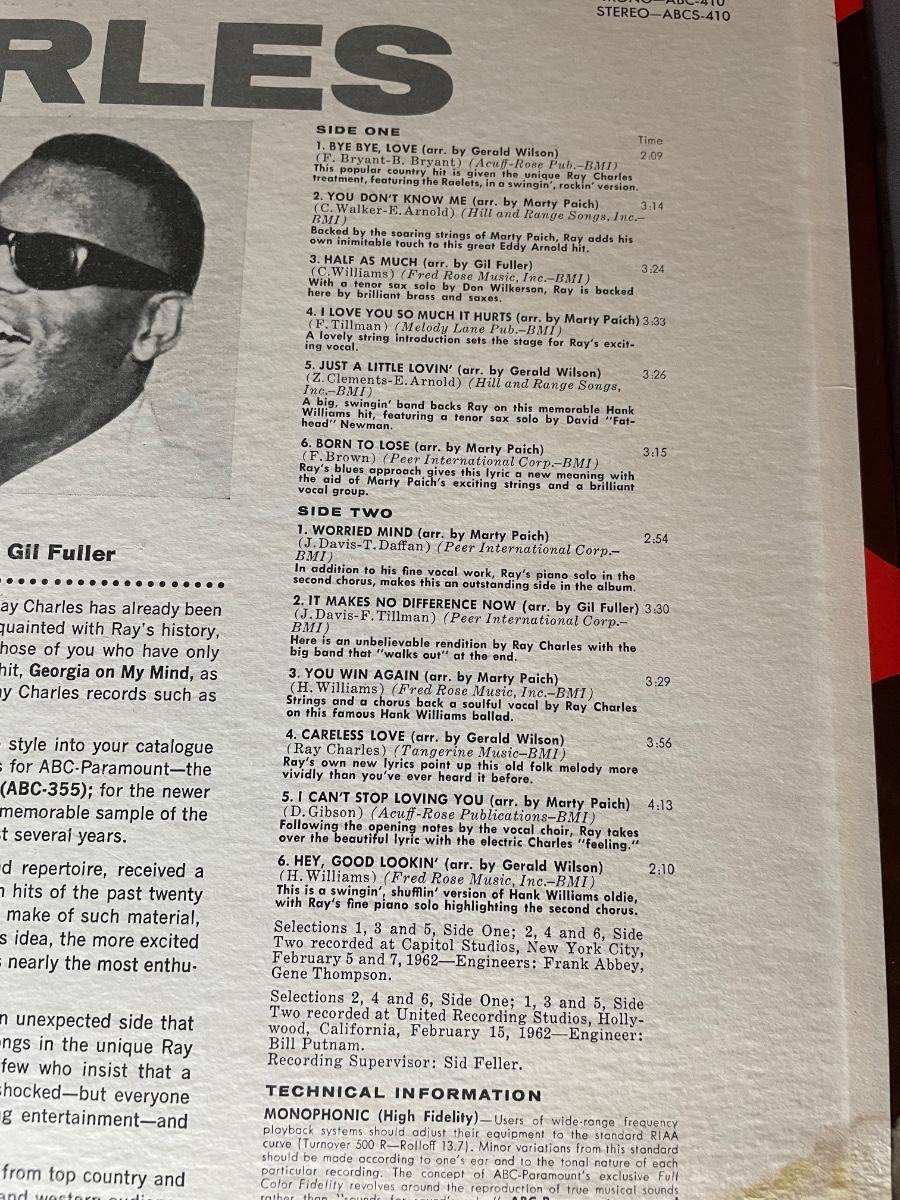 MONO—ABC-410
STEREO—ABCS-410
RLES
SIDE ONE
Time
1. BYE BYE, LOVE (arr. by Gerald Wilson) 2:09
(F. Bryant-B. Bryant) (Acuff-Rose Pub.—BMI)
This popular country hit is given the unique Ray Charles
treatment, featuring the Raelets, in a swingin', rockin' version.
2. YOU DON'T KNOW ME (arr. by Marty Paich) 3:14
(C. Walker-E. Arnold) (Hill and Range Songs, Inc.—
BMI)
Backed by the soaring strings of Marty Paich, Ray adds his
own inimitable touch to this great Eddy Arnold hit.
3. HALF AS MUCH (arr. by Gil Fuller) 3:24
(C. Williams) (Fred Rose Music, Inc.—BMI)
With a tenor sax solo by Don Wilkerson, Ray is backed
here by brilliant brass and saxes.
4. I LOVE YOU SO MUCH IT HURTS (arr. by Marty Paich) 3:33
(F. Tillman) (Melody Lane Pub.—BMI)
A lovely string introduction sets the stage for Ray's excit-
ing vocal.
5. JUST A LITTLE LOVIN' (arr. by Gerald Wilson) 3:26
(Z. Clements-E. Arnold) (Hill and Range Songs,
Inc.—BMI)
A big, swingin' band backs Ray on this memorable Hank
Williams hit, featuring a tenor sax solo by David "Fat-
head" Newman.
6. BORN TO LOSE (arr. by Marty Paich) 3:15
(F. Brown) (Peer International Corp.—BMI)
Ray's blues approach gives this lyric a new meaning with
the aid of Marty Paich's exciting strings and a brilliant
vocal group.
SIDE TWO
1. WORRIED MIND (arr. by Marty Paich) 2:54
(J. Davis-T. Daffan) (Peer International Corp.—
BMI)
In addition to his fine vocal work, Ray's piano solo in the
second chorus, makes this an outstanding side in the album.
2. IT MAKES NO DIFFERENCE NOW (arr. by Gil Fuller) 3:30
(J. Davis-F. Tillman) (Peer International Corp.—
BMI)
Here is an unbelievable rendition by Ray Charles with the
big band that "walks out" at the end.
3. YOU WIN AGAIN (arr. by Marty Paich) 3:29
(H. Williams) (Fred Rose Music, Inc.—BMI)
Strings and a chorus back a soulful vocal by Ray Charles
on this famous Hank Williams ballad.
4. CARELESS LOVE (arr. by Gerald Wilson) 3:56
(Ray Charles) (Tangerine Music—BMI)
Ray's own new lyrics point up this old folk melody more
vividly than you've ever heard it before.
5. I CAN'T STOP LOVING YOU (arr. by Marty Paich) 4:13
(D. Gibson) (Acuff-Rose Publications—BMI)
Following the opening notes by the vocal choir, Ray takes
over the beautiful lyric with the electric Charles "feeling."
6. HEY, GOOD LOOKIN' (arr. by Gerald Wilson) 2:10
(H. Williams) (Fred Rose Music, Inc.—BMI)
This is a swingin', shufflin' version of Hank Williams oldie,
with Ray's fine piano solo highlighting the second chorus.
Selections 1, 3 and 5, Side One; 2, 4 and 6, Side
Two recorded at Capitol Studios, New York City,
February 5 and 7, 1962—Engineers: Frank Abbey,
Gene Thompson.
Selections 2, 4 and 6, Side One; 1, 3 and 5, Side
Two recorded at United Recording Studios, Holly-
wood, California, February 15, 1962—Engineer:
Bill Putnam.
Recording Supervisor: Sid Feller.
TECHNICAL INFORMATION
MONOPHONIC (High Fidelity)—Users of wide-range frequency
playback systems should adjust their equipment to the standard RIAA
curve (Turnover 500 R—Rolloff 13.7). Minor variations from this standard
should be made according to one's ear and to the tonal nature of each
particular recording. The concept of ABC-Paramount's exclusive Full
Color Fidelity revolves around the reproduction of true musical sounds
rather than "sounds for
Gil Fuller
ay Charles has already been
quainted with Ray's history,
hose of you who have only
hit, Georgia on My Mind, as
y Charles records such as
style into your catalogue
s for ABC-Paramount—the
(ABC-355); for the newer
memorable sample of the
st several years.
d repertoire, received a
n hits of the past twenty
make of such material,
s idea, the more excited
s nearly the most enthu-
n unexpected side that
ongs in the unique Ray
few who insist that a
shocked—but everyone
g entertainment—and
from top country and
and western